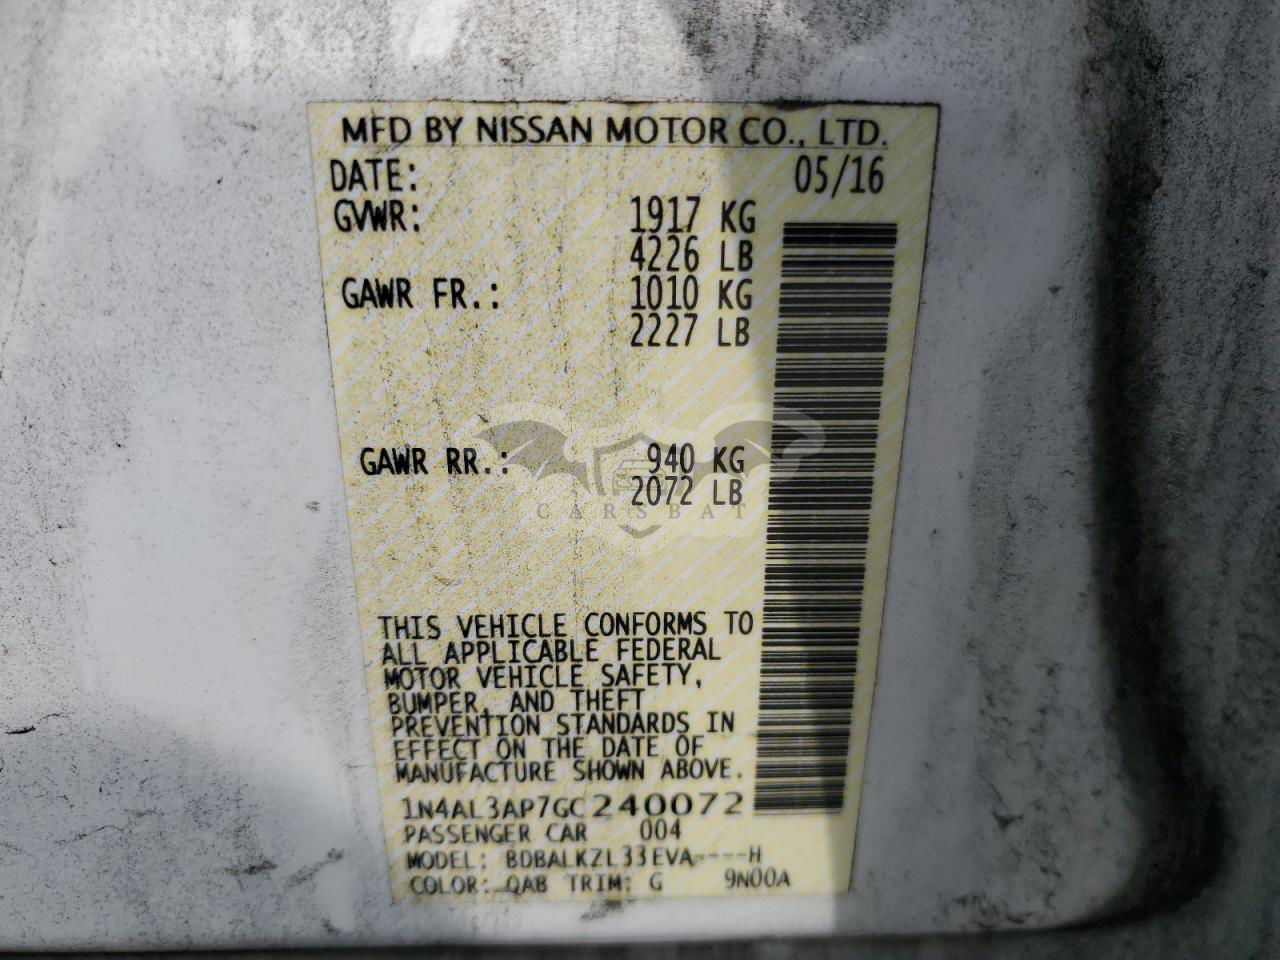 MFD BY NISSAN MOTOR CO., LTD.
DATE: 05/16
GVWR: 1917 KG
4226 LB
GAWR FR.: 1010 KG
2227 LB
GAWR RR.: 940 KG
2072 LB
CARSBAT
THIS VEHICLE CONFORMS TO
ALL APPLICABLE FEDERAL
MOTOR VEHICLE SAFETY,
BUMPER, AND THEFT
PREVENTION STANDARDS IN
EFFECT ON THE DATE OF
MANUFACTURE SHOWN ABOVE.
1N4AL3AP7GC240072
PASSENGER CAR 004
MODEL: BDBALKZL33EVA----H
COLOR: QAB TRIM: G 9N00A